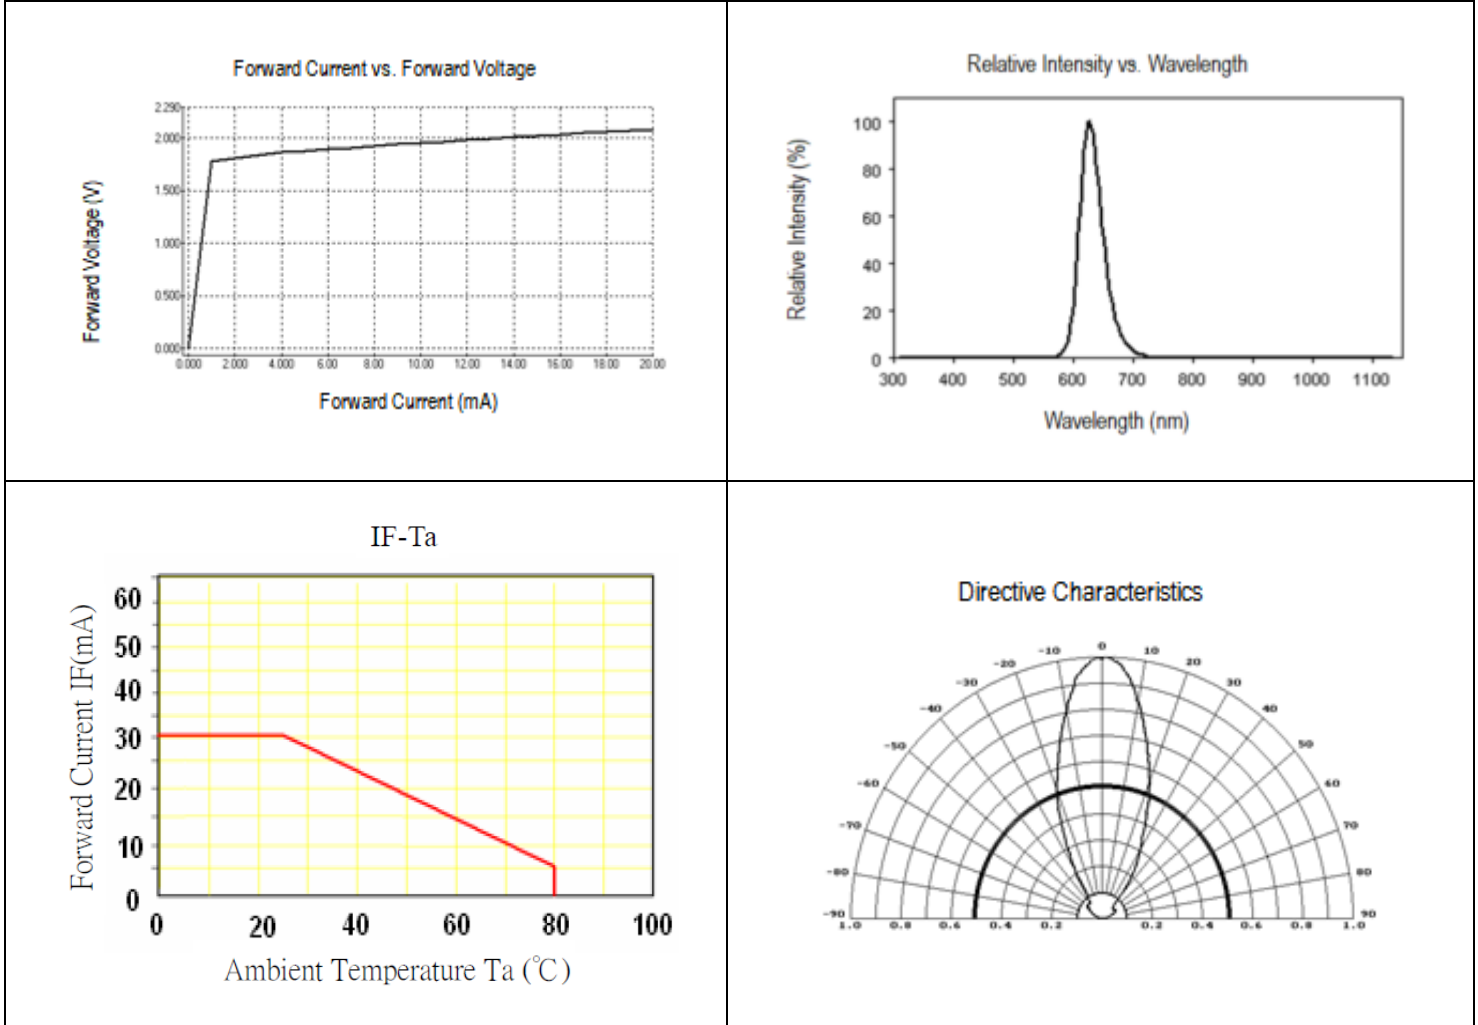 Forward Current vs. Forward Voltage
2.290
2.000
1.500
1.000
0.500
0.000
0.000 2.000 4.000 6.00 8.00 10.00 12.00 14.00 16.00 18.00 20.00
Forward Voltage (V)
Forward Current (mA)
Relative Intensity vs. Wavelength
100
80
60
40
20
0
300 400 500 600 700 800 900 1000 1100
Relative Intensity (%)
Wavelength (nm)
IF-Ta
60
50
40
30
20
10
0
0 20 40 60 80 100
Forward Current IF(mA)
Ambient Temperature Ta (℃)
Directive Characteristics
-90 -80 -70 -60 -50 -40 -30 -20 -10 0 10 20 30 40 50 60 70 80 90
1.0 0.8 0.6 0.4 0.2 0.2 0.4 0.6 0.8 1.0